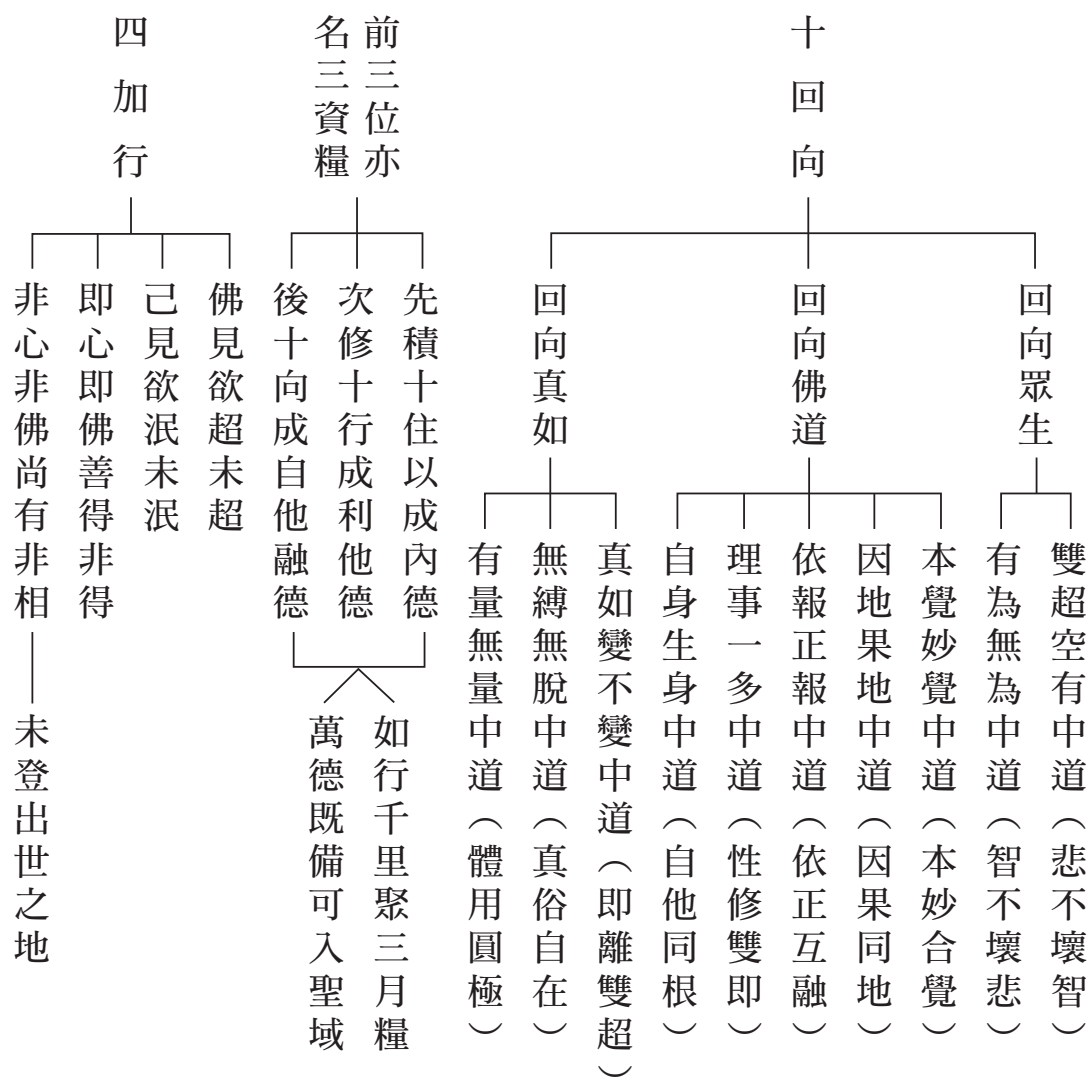 十回向
回向眾生
雙超空有中道（悲不壞智）
有為無為中道（智不壞悲）
回向佛道
本覺妙覺中道（本妙合覺）
因地果地中道（因果同地）
依報正報中道（依正互融）
理事一多中道（性修雙即）
自身生身中道（自他同根）
回向真如
真如變不變中道（即離雙超）
無縛無脫中道（真俗自在）
有量無量中道（體用圓極）
前三位亦
名三資糧
先積十住以成內德
次修十行成利他德
後十向成自他融德
如行千里聚三月糧
萬德既備可入聖域
四加行
佛見欲超未超
己見欲泯未泯
即心即佛善得非得
非心非佛尚有非相
未登出世之地